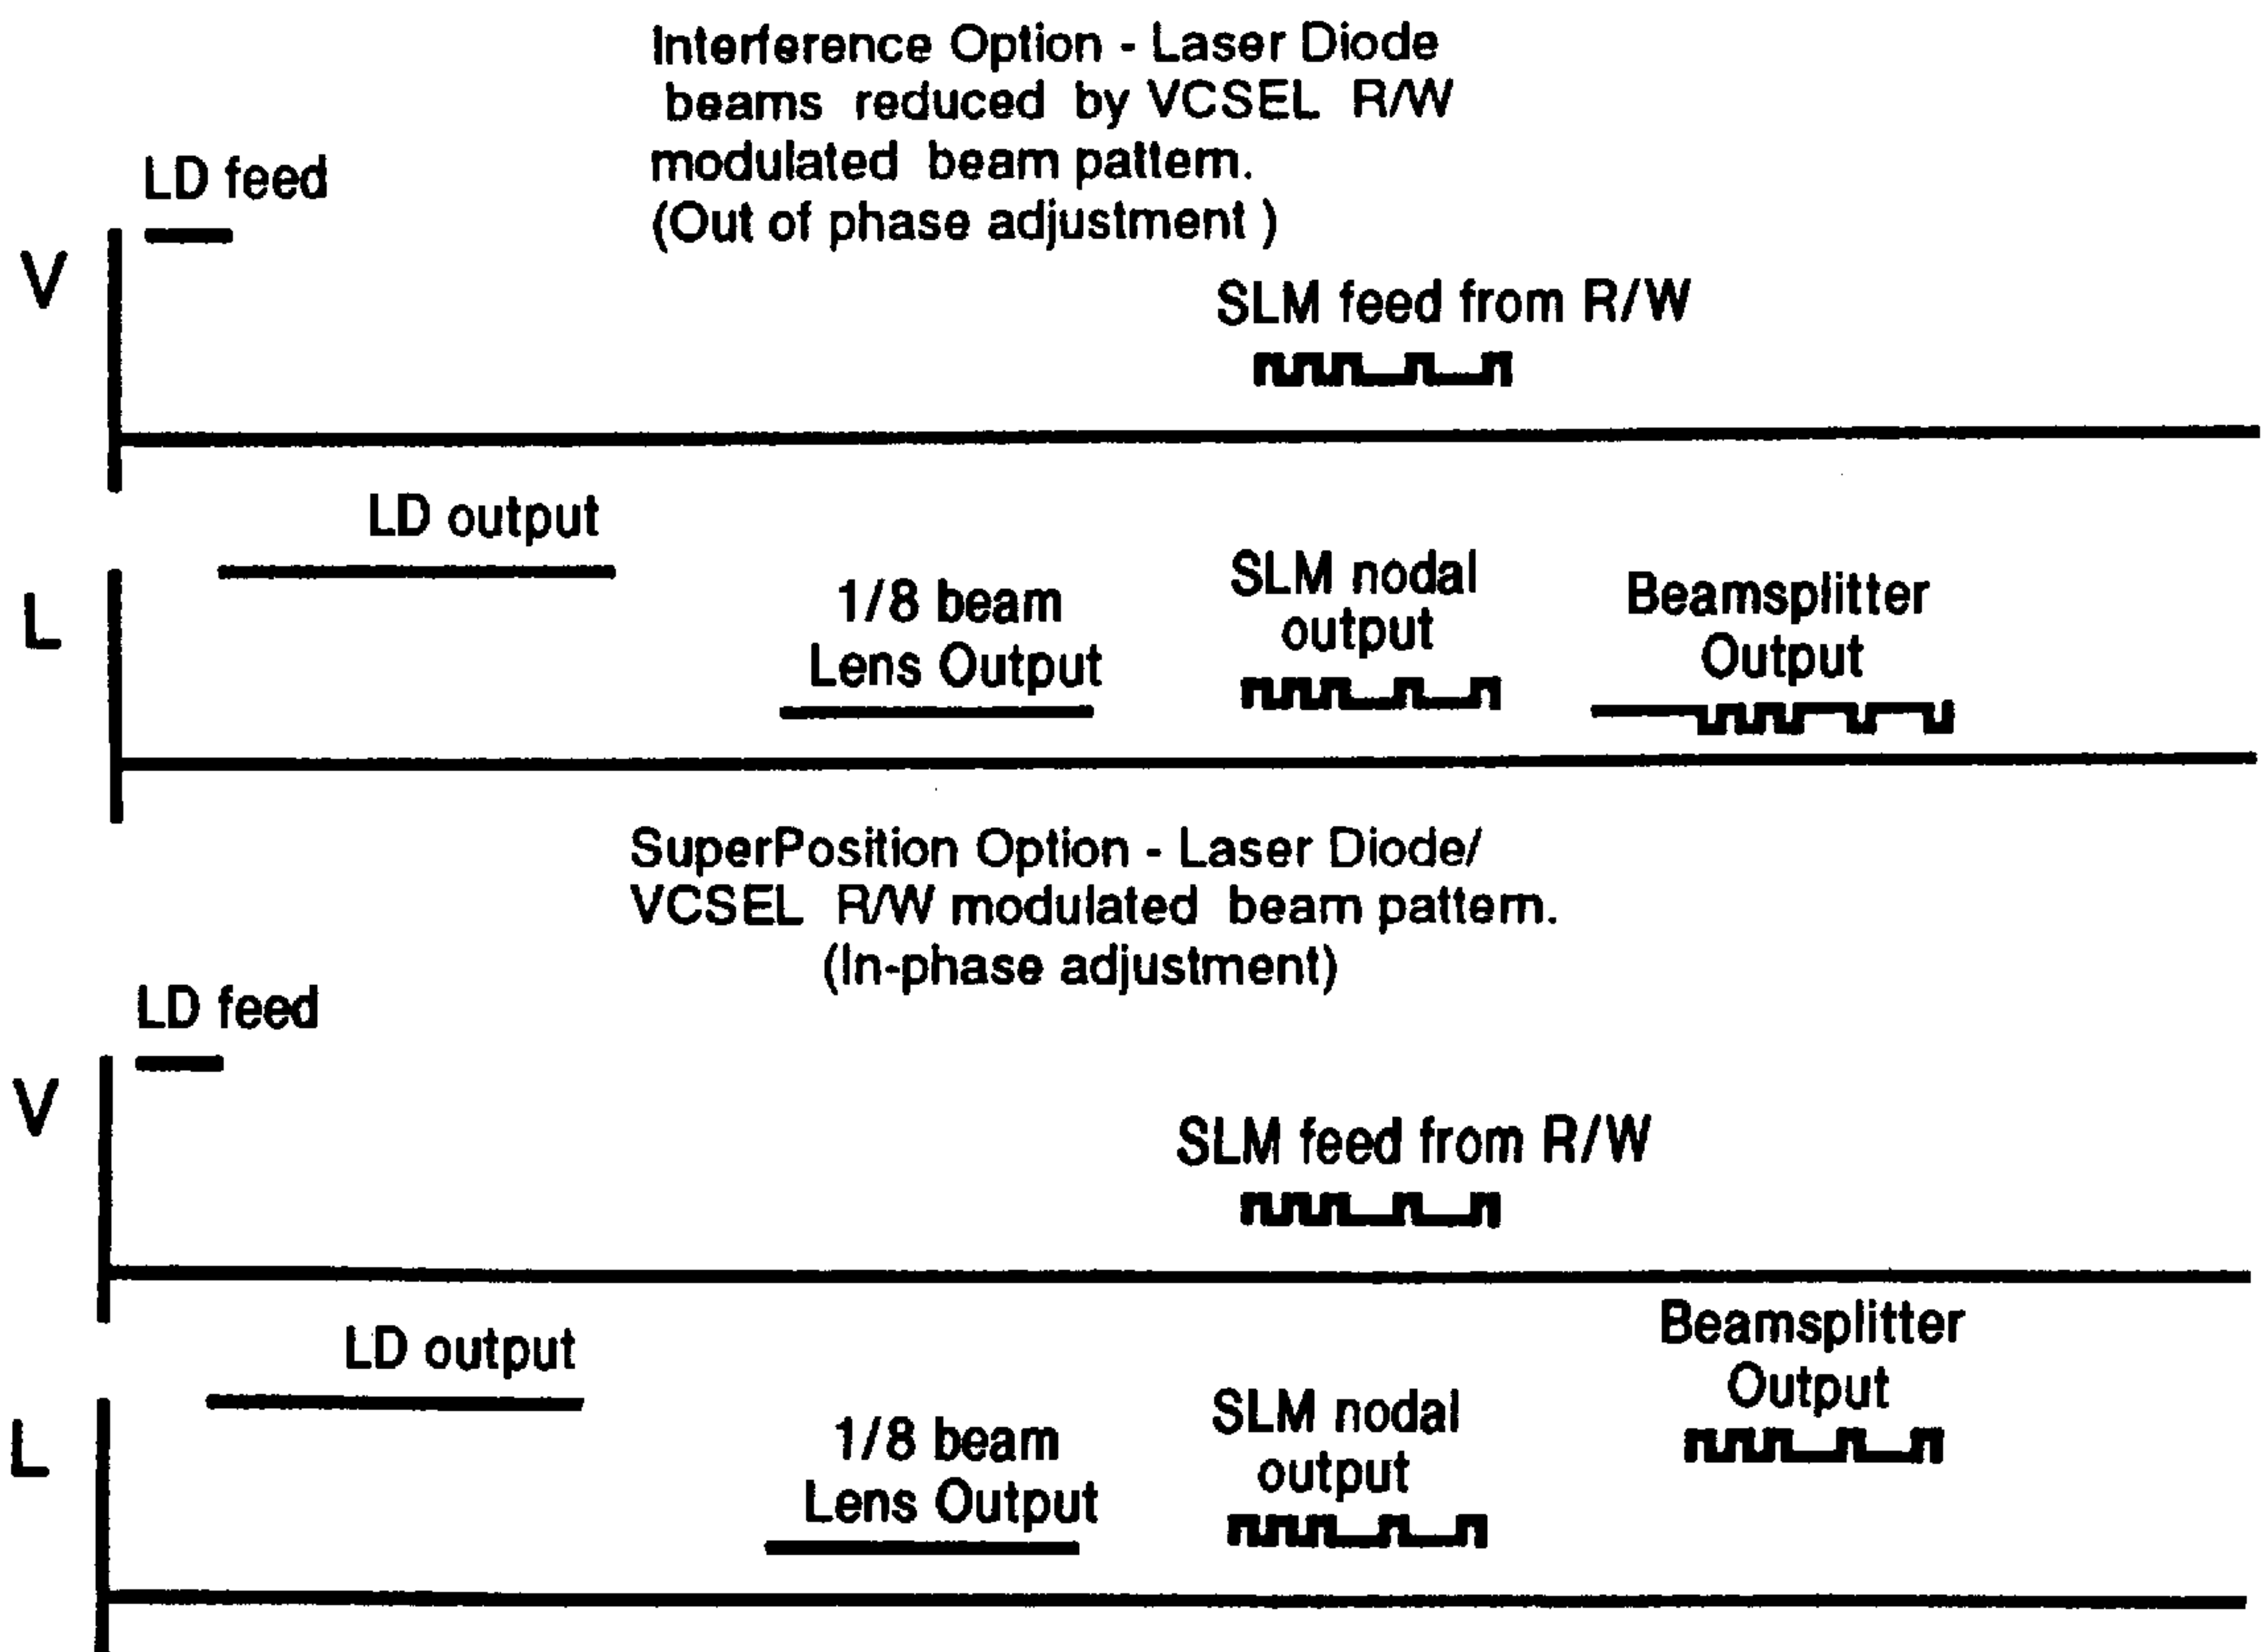 Interference Option - Laser Diode
beams reduced by VCSEL R/W
modulated beam pattern.
(Out of phase adjustment )
LD feed
V
SLM feed from R/W
LD output
L
1/8 beam
Lens Output
SLM nodal
output
Beamsplitter
Output
SuperPosition Option - Laser Diode/
VCSEL R/W modulated beam pattern.
(In-phase adjustment)
LD feed
V
SLM feed from R/W
LD output
L
1/8 beam
Lens Output
SLM nodal
output
Beamsplitter
Output